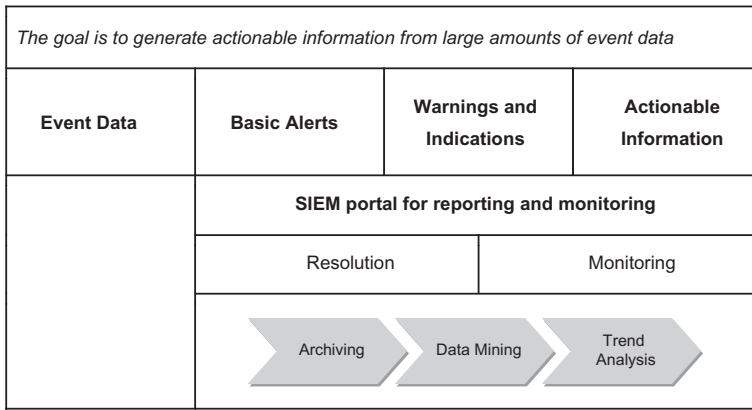 The goal is to generate actionable information from large amounts of event data
Event Data
Basic Alerts
Warnings and
Indications
Actionable
Information
SIEM portal for reporting and monitoring
Resolution
Monitoring
Archiving
Data Mining
Trend
Analysis